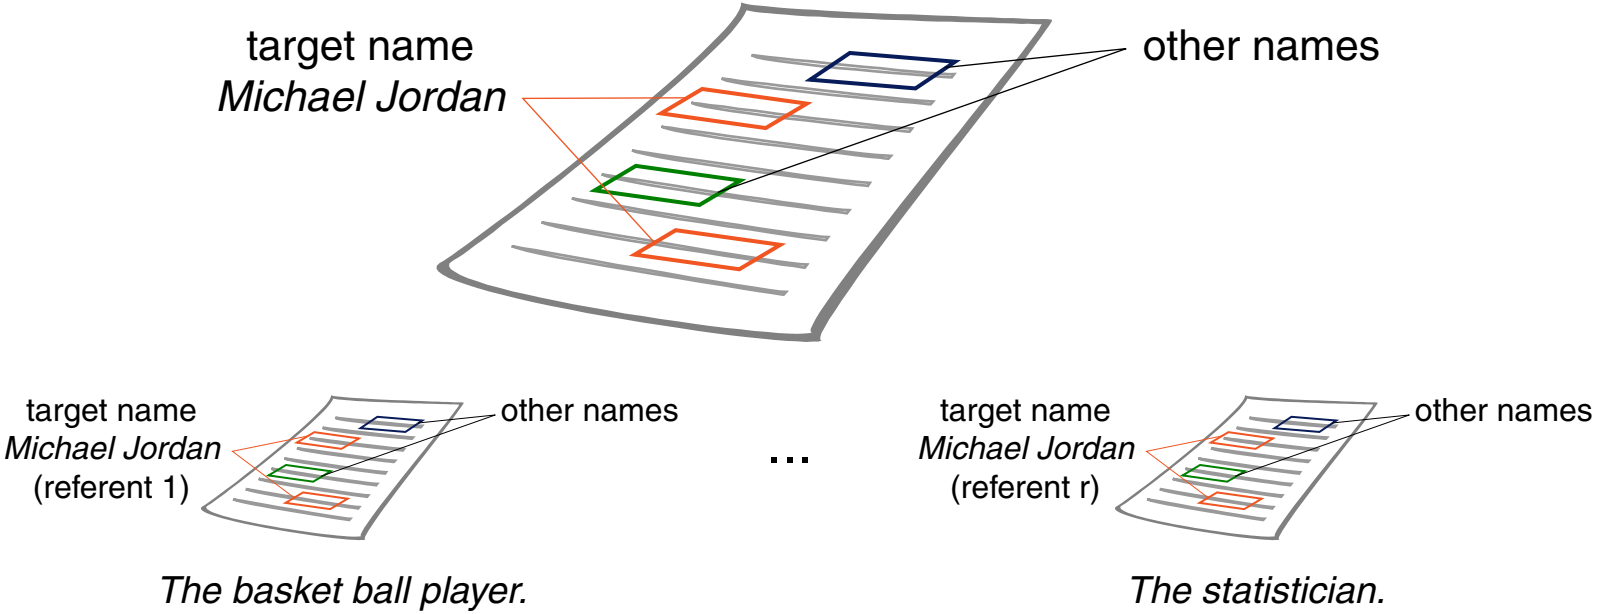 target name
Michael Jordan
other names
target name
Michael Jordan
(referent 1)
other names
...
target name
Michael Jordan
(referent r)
other names
The basket ball player.
The statistician.